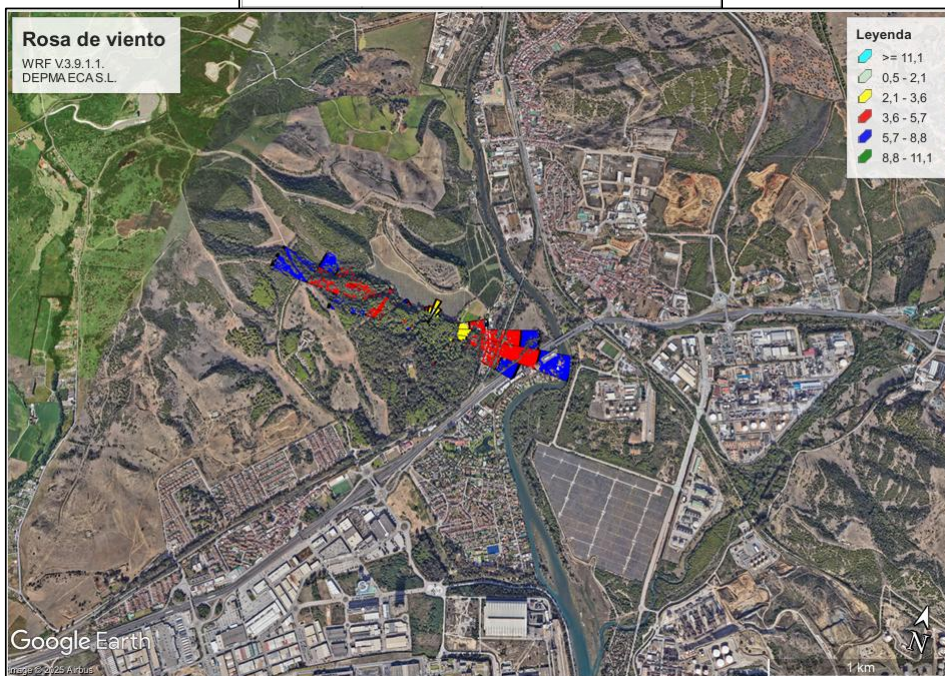 Rosa de viento
WRF V.3.9.1.1.
DEPMA ECA S.L.
Leyenda
>= 11,1
0,5 - 2,1
2,1 - 3,6
3,6 - 5,7
5,7 - 8,8
8,8 - 11,1
Google Earth
Image © 2025 Airbus
1 km
N